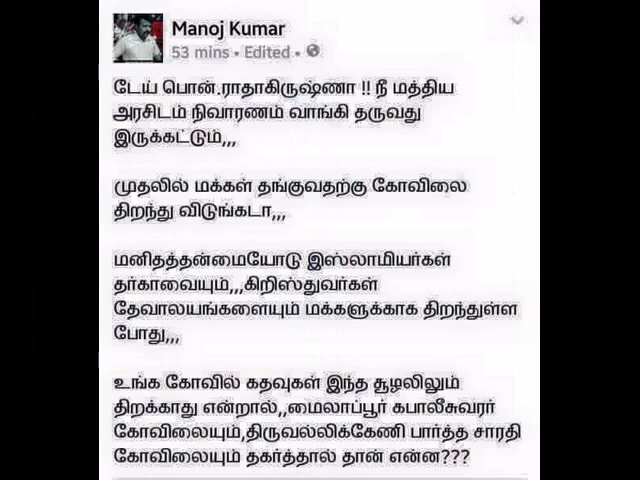 Manoj Kumar
53 mins • Edited •
டேய் பொன்.ராதாகிருஷ்ணா !! நீ மத்திய
அரசிடம் நிவாரணம் வாங்கி தருவது
இருக்கட்டும்,,,
முதலில் மக்கள் தங்குவதற்கு கோவிலை
திறந்து விடுங்கடா,,,
மனிதத்தன்மையோடு இஸ்லாமியர்கள்
தர்காவையும்,,,கிறிஸ்துவர்கள்
தேவாலயங்களையும் மக்களுக்காக திறந்துள்ள
போது,,,
உங்க கோவில் கதவுகள் இந்த சூழலிலும்
திறக்காது என்றால்,,மைலாப்பூர் கபாலீசுவரர்
கோவிலையும்,திருவல்லிக்கேணி பார்த்த சாரதி
கோவிலையும் தகர்த்தால் தான் என்ன???